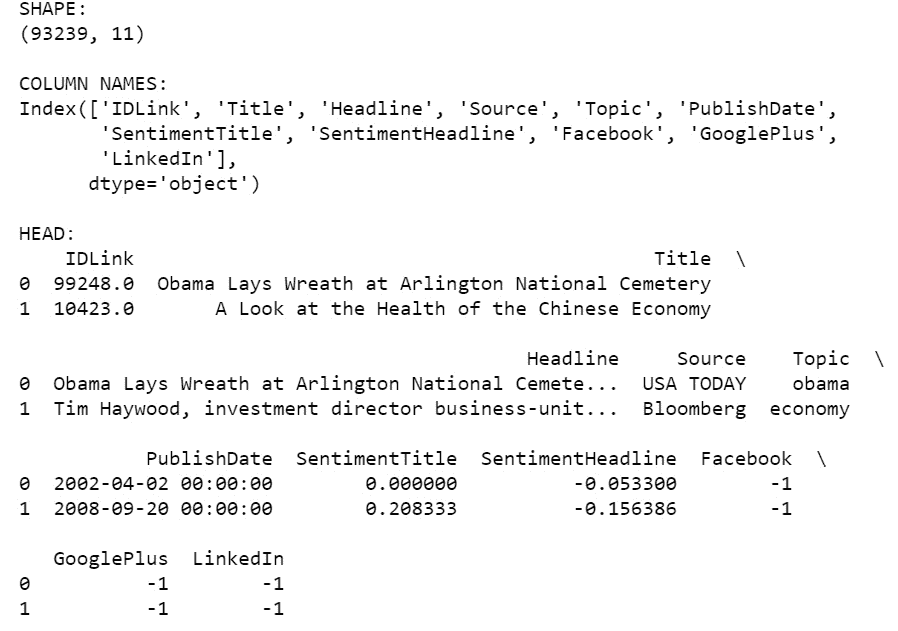 SHAPE:
(93239, 11)
COLUMN NAMES:
Index(['IDLink', 'Title', 'Headline', 'Source', 'Topic', 'PublishDate',
'SentimentTitle', 'SentimentHeadline', 'Facebook', 'GooglePlus',
'LinkedIn'],
dtype='object')
HEAD:
IDLink Title \
0 99248.0 Obama Lays Wreath at Arlington National Cemetery
1 10423.0 A Look at the Health of the Chinese Economy
Headline Source Topic \
0 Obama Lays Wreath at Arlington National Cemete... USA TODAY obama
1 Tim Haywood, investment director business-unit... Bloomberg economy
PublishDate SentimentTitle SentimentHeadline Facebook \
0 2002-04-02 00:00:00 0.000000 -0.053300 -1
1 2008-09-20 00:00:00 0.208333 -0.156386 -1
GooglePlus LinkedIn
0 -1 -1
1 -1 -1